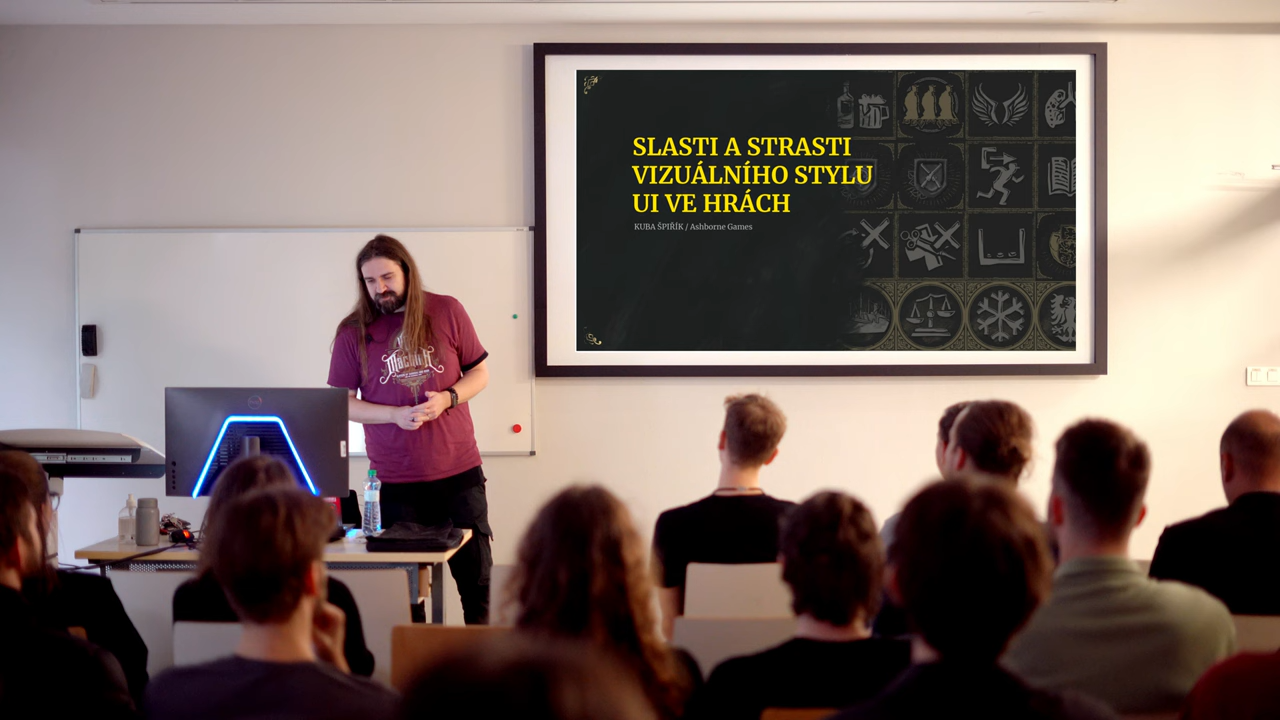 SLASTI A STRASTI
VIZUÁLNÍHO STYLU
UI VE HRÁCH
KUBA ŠPIŘÍK / Ashborne Games